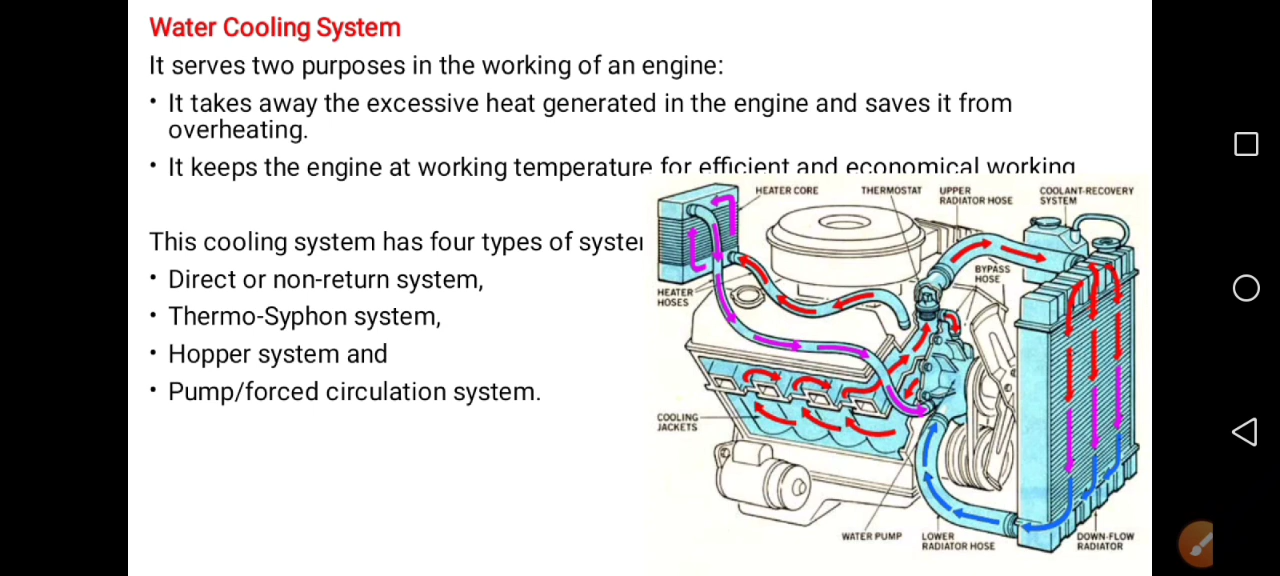 Water Cooling System
It serves two purposes in the working of an engine:
• It takes away the excessive heat generated in the engine and saves it from
overheating.
• It keeps the engine at working temperature for efficient and economical working
This cooling system has four types of
• Direct or non-return system,
• Thermo-Syphon system,
• Hopper system and
• Pump/forced circulation system.
HEATER CORE
THERMOSTAT
UPPER
RADIATOR HOSE
COOLANT-RECOVERY
SYSTEM
BYPASS
HOSE
HEATER
HOSES
COOLING
JACKETS
WATER PUMP
LOWER
RADIATOR HOSE
DOWN-FLOW
RADIATOR